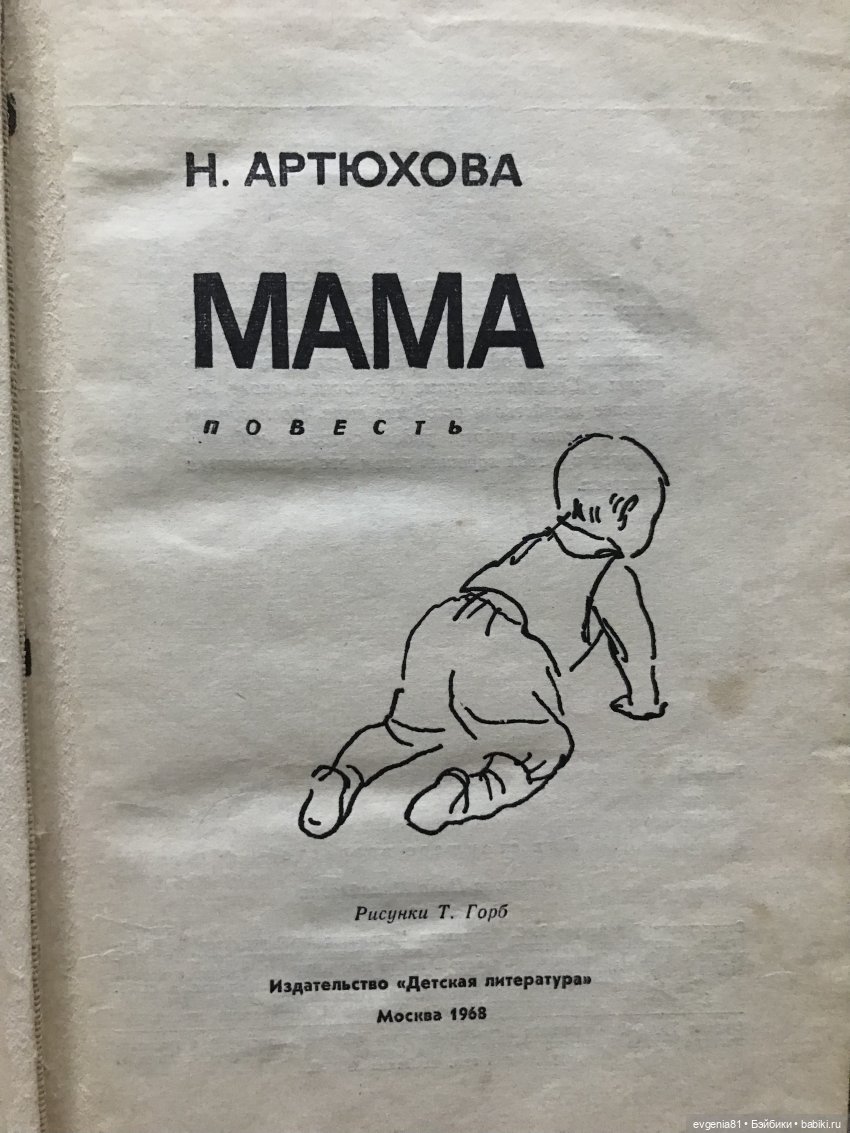 Н. АРТЮХОВА
МАМА
повесть
Рисунки Т. Горб
Издательство «Детская литература»
Москва 1968
evgenia81 • Бэйбики • babiki.ru